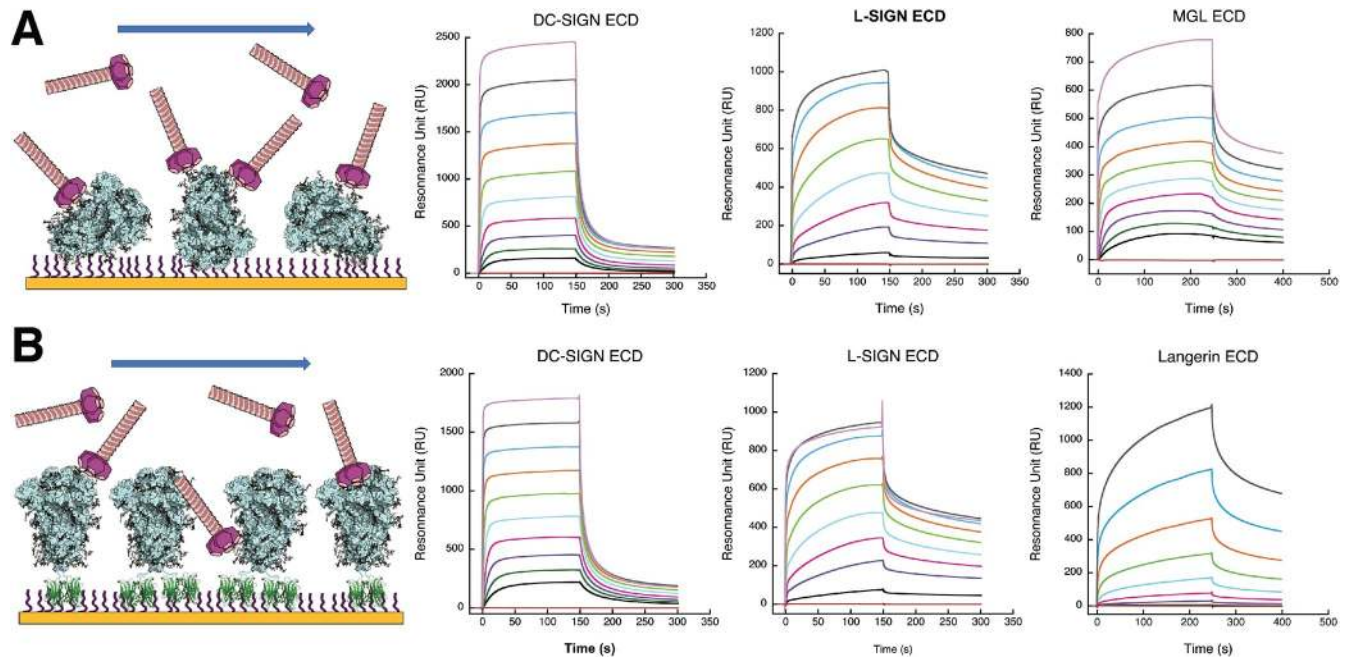 A
DC-SIGN ECD
Resonnance Unit (RU)
2500
2000
1500
1000
500
0
0 50 100 150 200 250 300 350
Time (s)
L-SIGN ECD
Resonnance Unit (RU)
1200
1000
800
600
400
200
0
0 50 100 150 200 250 300 350
Time (s)
MGL ECD
Resonnance Unit (RU)
800
700
600
500
400
300
200
100
0
0 100 200 300 400 500
Time (s)
B
DC-SIGN ECD
Resonnance Unit (RU)
2000
1500
1000
500
0
0 50 100 150 200 250 300 350
Time (s)
L-SIGN ECD
Resonnance Unit (RU)
1200
1000
800
600
400
200
0
0 50 100 150 200 250 300 350
Time (s)
Langerin ECD
Resonnance Unit (RU)
1400
1200
1000
800
600
400
200
0
0 100 200 300 400 500
Time (s)